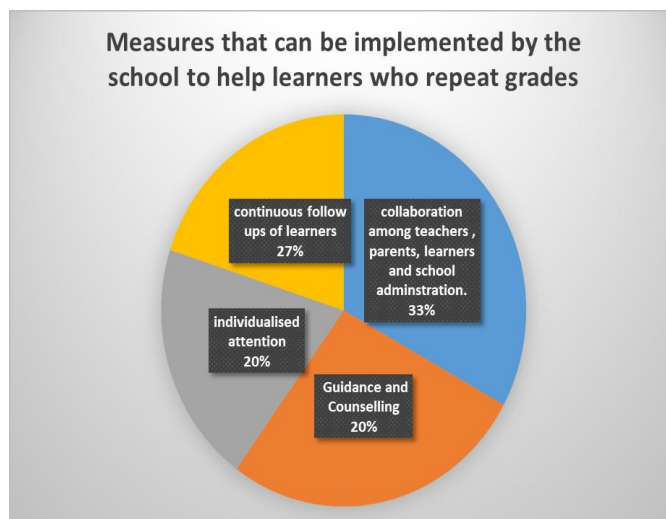 Measures that can be implemented by the
school to help learners who repeat grades
continuous follow
ups of learners
27%
collaboration
among teachers ,
parents, learners
and school
adminstration.
33%
individualised
attention
20%
Guidance and
Counselling
20%